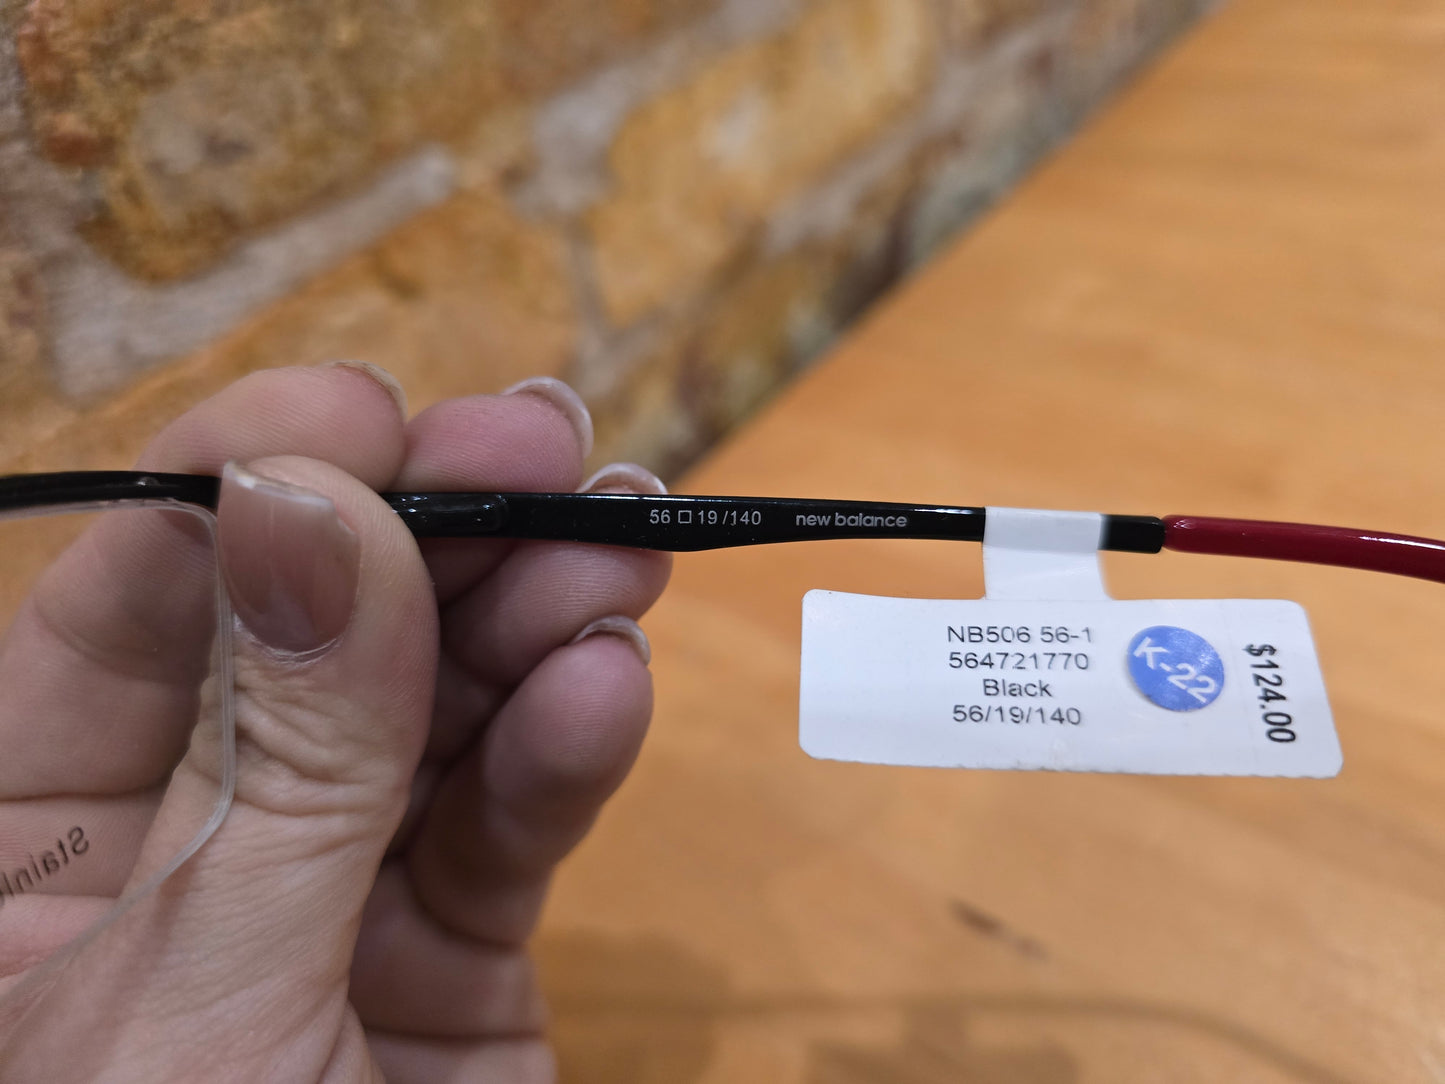 56 □ 19 /140 new balance
NB506 56-1
564721770
Black
56/19/140
K-22
$124.00